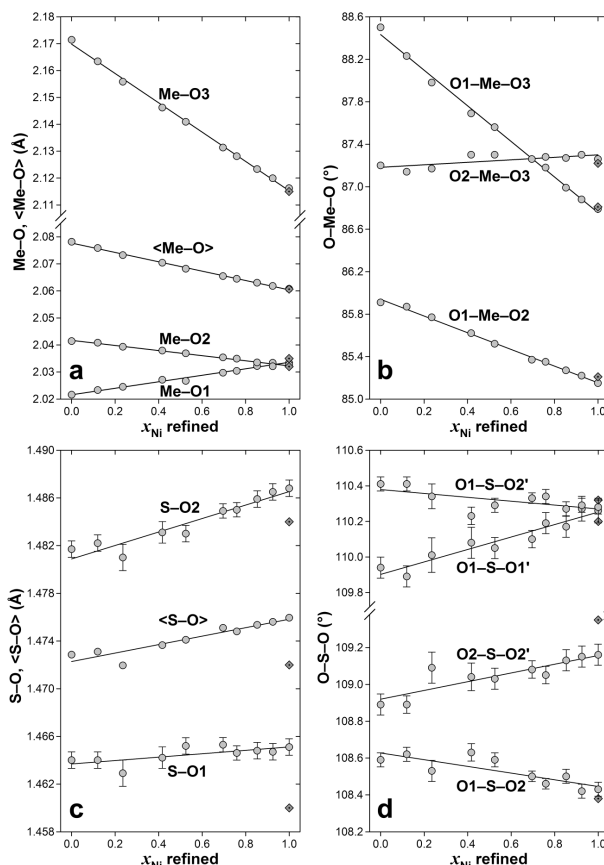 2.18
2.17
2.16
2.15
2.14
2.13
2.12
2.11
2.08
2.07
2.06
2.05
2.04
2.03
2.02
Me–O, <Me–O> (Å)
Me–O3
<Me–O>
Me–O2
Me–O1
a
0.0 0.2 0.4 0.6 0.8 1.0
xNi refined
88.6
88.2
87.8
87.4
87.0
86.6
86.2
85.8
85.4
85.0
O–Me–O (°)
O1–Me–O3
O2–Me–O3
O1–Me–O2
b
0.0 0.2 0.4 0.6 0.8 1.0
xNi refined
1.490
1.486
1.482
1.478
1.474
1.470
1.466
1.462
1.458
S–O, <S–O> (Å)
S–O2
<S–O>
S–O1
c
0.0 0.2 0.4 0.6 0.8 1.0
xNi refined
110.6
110.4
110.2
110.0
109.8
109.2
109.0
108.8
108.6
108.4
108.2
O–S–O (°)
O1–S–O2'
O1–S–O1'
O2–S–O2'
O1–S–O2
d
0.0 0.2 0.4 0.6 0.8 1.0
xNi refined